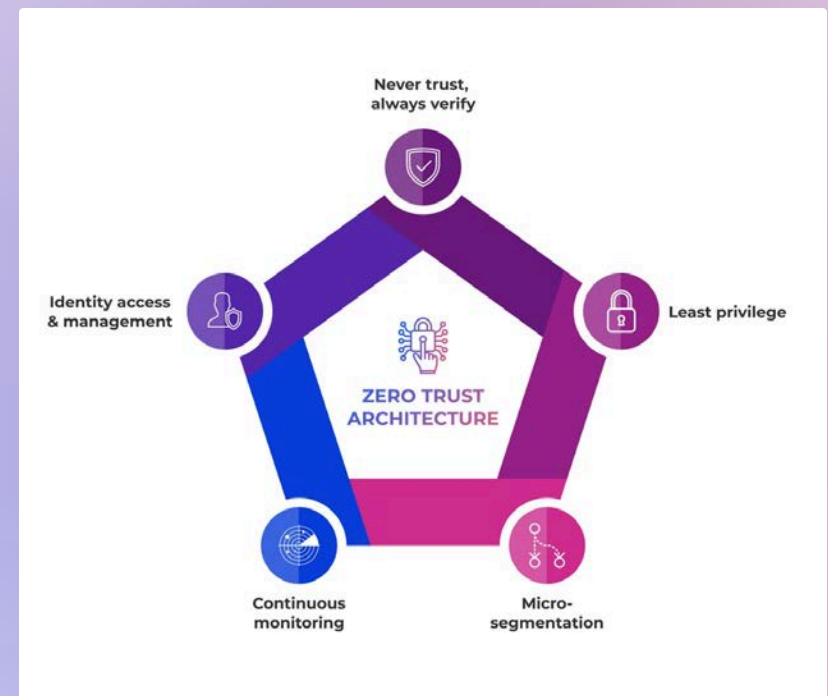 Never trust,
always verify
Identity access
& management
Least privilege
ZERO TRUST
ARCHITECTURE
Continuous
monitoring
Micro-
segmentation